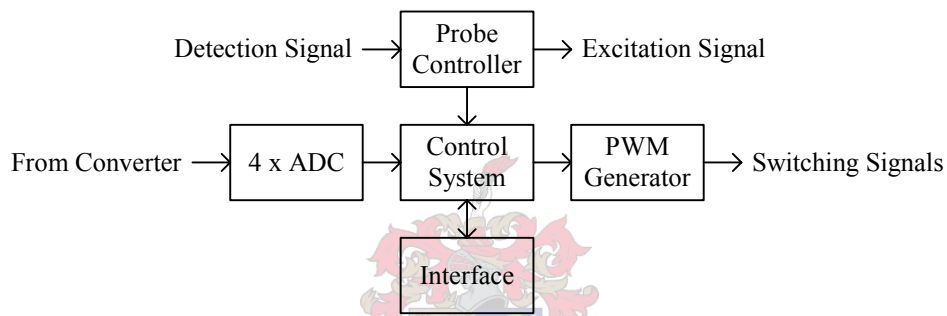 Detection Signal
Probe
Controller
Excitation Signal
From Converter
4 x ADC
Control
System
PWM
Generator
Switching Signals
Interface